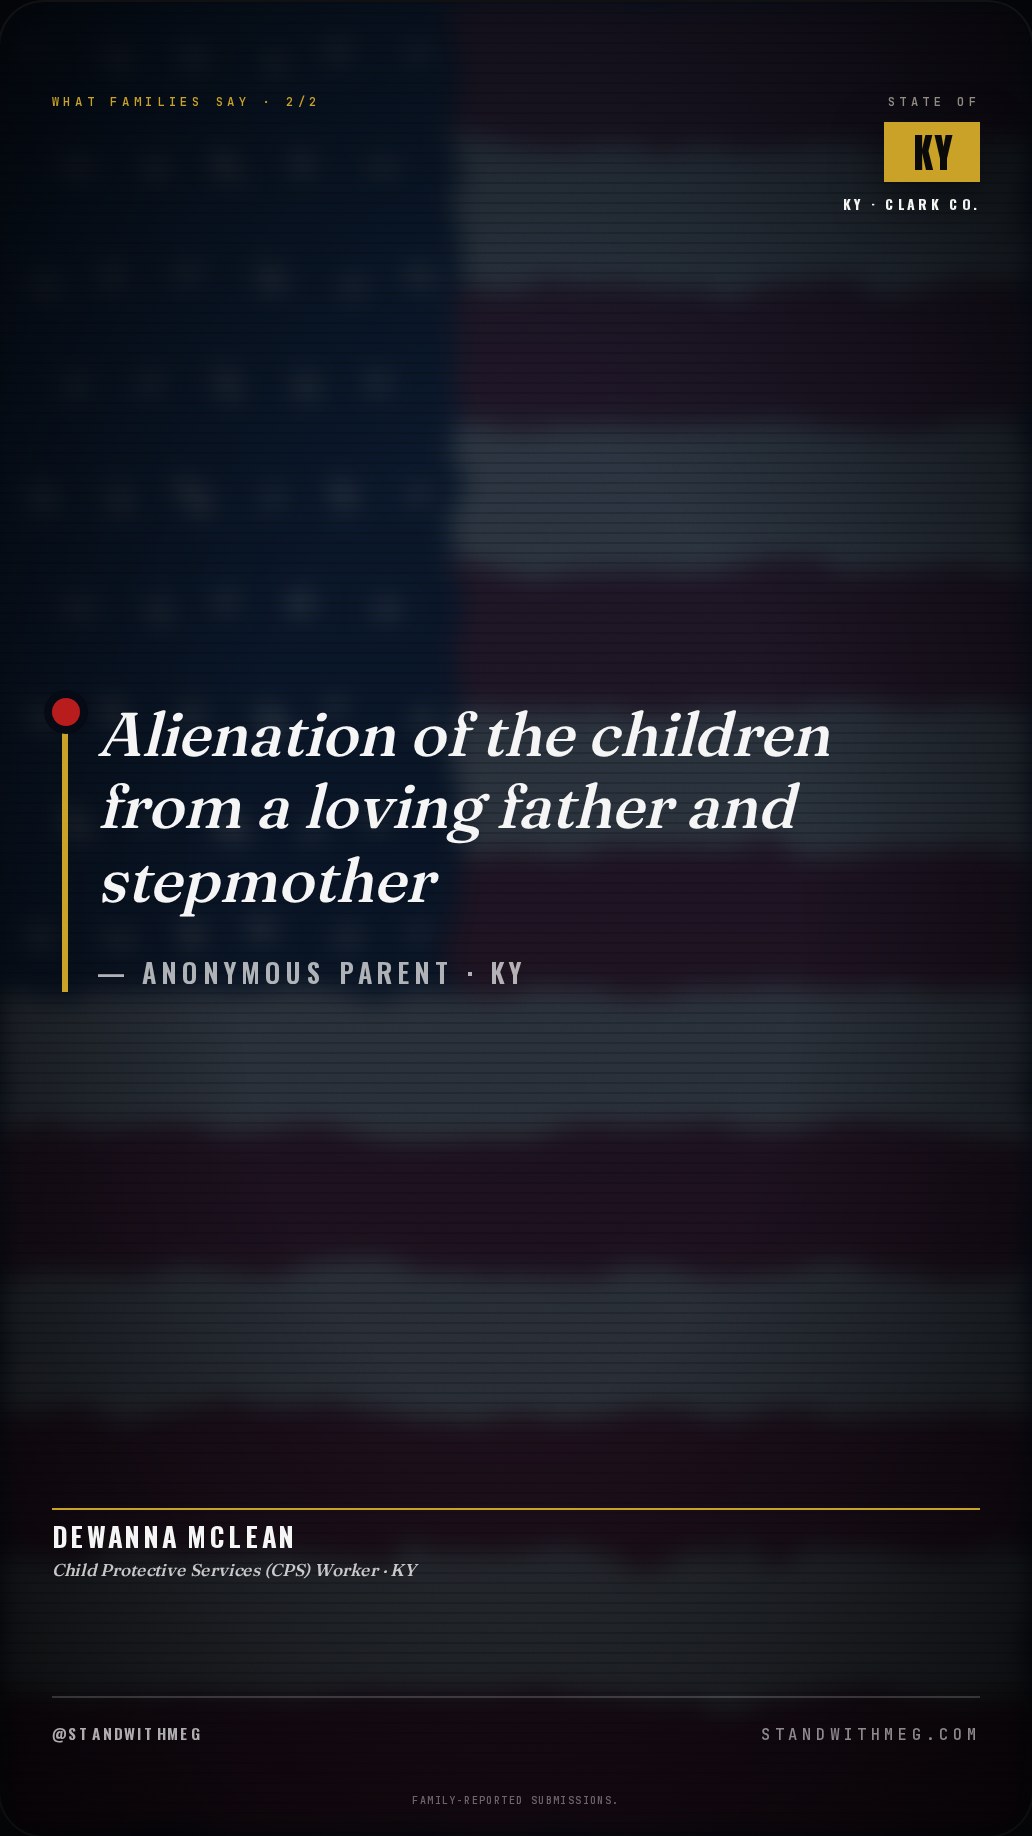 WHAT FAMILIES SAY · 2/2
STATE OF
KY
KY · CLARK CO.
Alienation of the children
from a loving father and
stepmother
— ANONYMOUS PARENT · KY
DEWANNA MCLEAN
Child Protective Services (CPS) Worker · KY
@STANDWITHMEG
STANDWITHMEG.COM
FAMILY-REPORTED SUBMISSIONS.